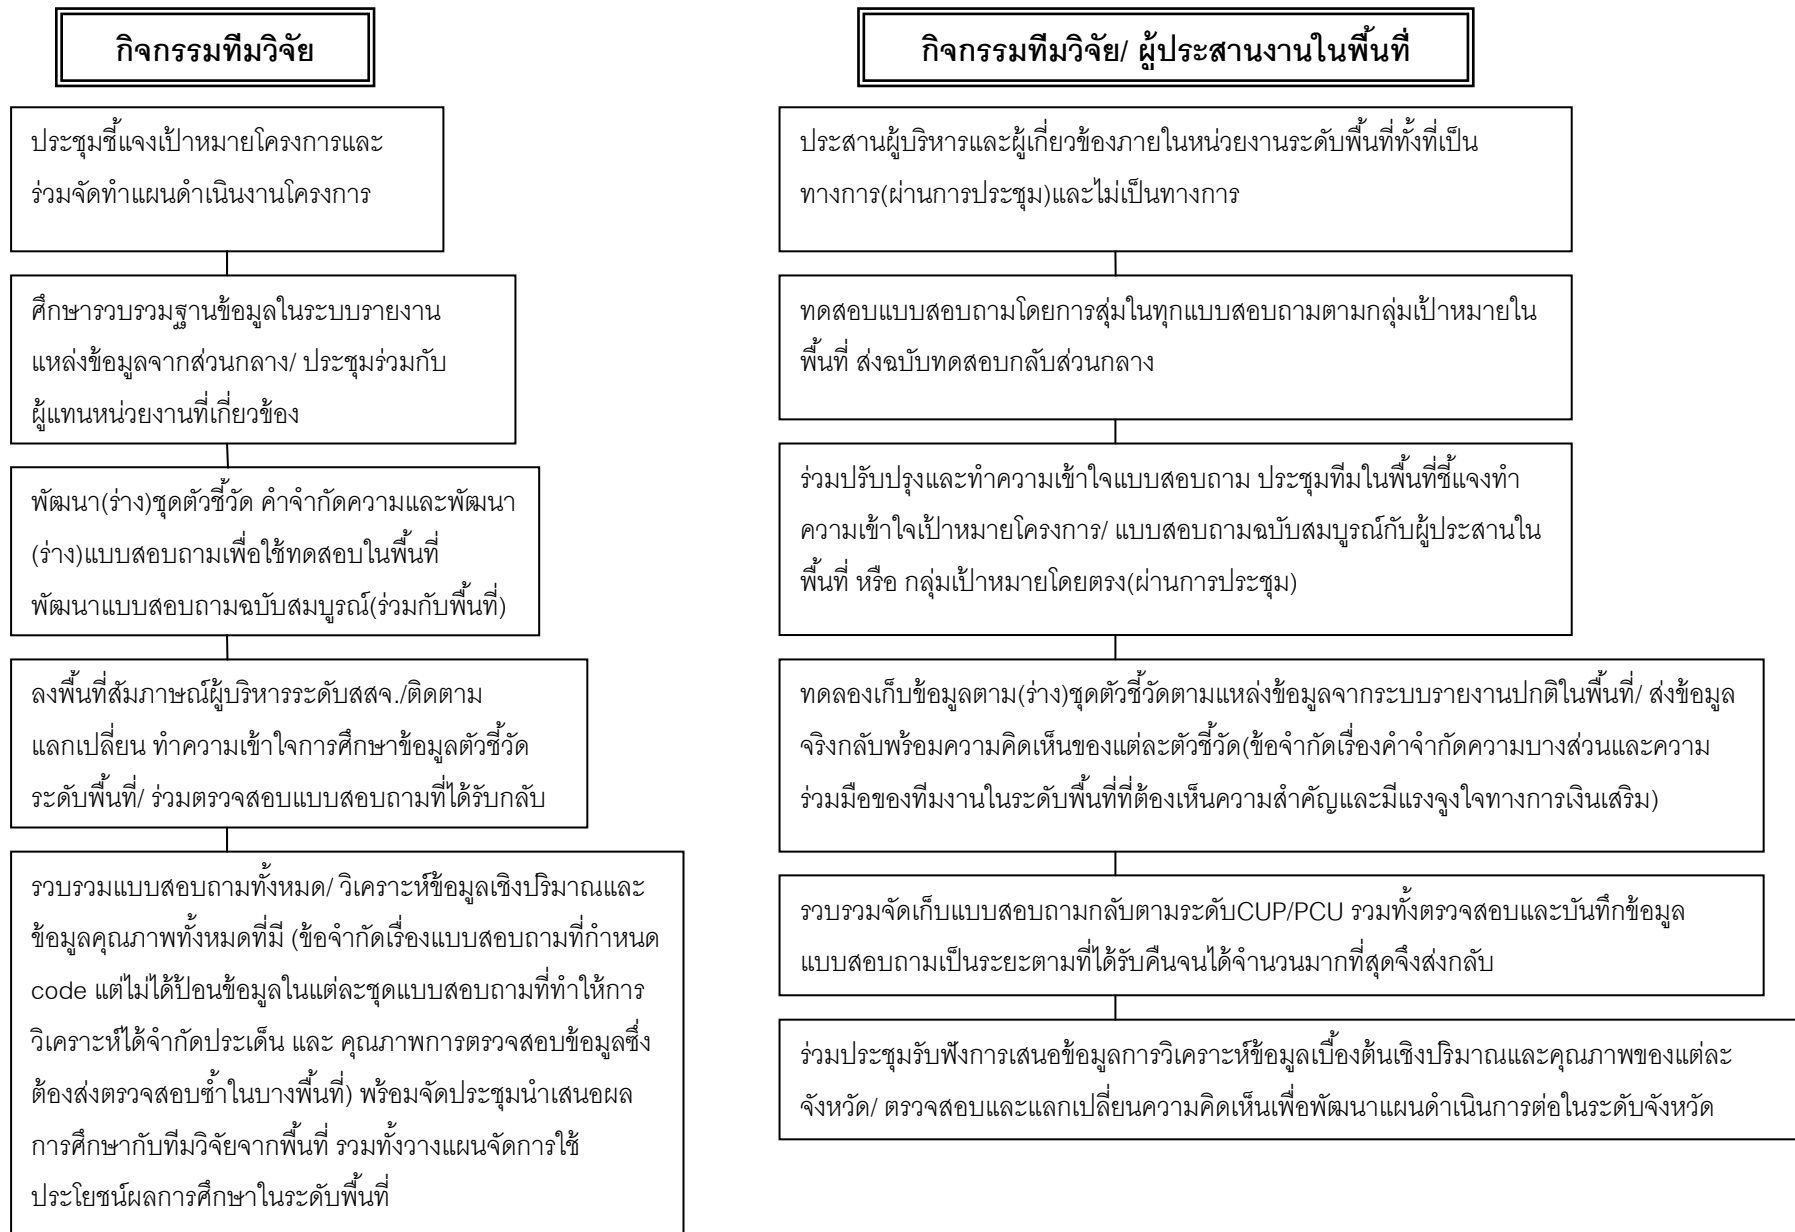 กิจกรรมทีมวิจัย
ประชุมชี้แจงเป้าหมายโครงการและ
ร่วมจัดทำแผนดำเนินงานโครงการ
ศึกษารวบรวมฐานข้อมูลในระบบรายงาน
แหล่งข้อมูลจากส่วนกลาง/ ประชุมร่วมกับ
ผู้แทนหน่วยงานที่เกี่ยวข้อง
พัฒนา(ร่าง)ชุดตัวชี้วัด คำจำกัดความและพัฒนา
(ร่าง)แบบสอบถามเพื่อใช้ทดสอบในพื้นที่
พัฒนาแบบสอบถามฉบับสมบูรณ์(ร่วมกับพื้นที่)
ลงพื้นที่สัมภาษณ์ผู้บริหารระดับสสจ./ติดตาม
แลกเปลี่ยน ทำความเข้าใจการศึกษาข้อมูลตัวชี้วัด
ระดับพื้นที่/ ร่วมตรวจสอบแบบสอบถามที่ได้รับกลับ
รวบรวมแบบสอบถามทั้งหมด/ วิเคราะห์ข้อมูลเชิงปริมาณและ
ข้อมูลคุณภาพทั้งหมดที่มี (ข้อจำกัดเรื่องแบบสอบถามที่กำหนด
code แต่ไม่ได้ป้อนข้อมูลในแต่ละชุดแบบสอบถามที่ทำให้การ
วิเคราะห์ได้จำกัดประเด็น และ คุณภาพการตรวจสอบข้อมูลซึ่ง
ต้องส่งตรวจสอบซ้ำในบางพื้นที่) พร้อมจัดประชุมนำเสนอผล
การศึกษากับทีมวิจัยจากพื้นที่ รวมทั้งวางแผนจัดการใช้
ประโยชน์ผลการศึกษาในระดับพื้นที่
กิจกรรมทีมวิจัย/ ผู้ประสานงานในพื้นที่
ประสานผู้บริหารและผู้เกี่ยวข้องภายในหน่วยงานระดับพื้นที่ทั้งที่เป็น
ทางการ(ผ่านการประชุม)และไม่เป็นทางการ
ทดสอบแบบสอบถามโดยการสุ่มในทุกแบบสอบถามตามกลุ่มเป้าหมายใน
พื้นที่ ส่งฉบับทดสอบกลับส่วนกลาง
ร่วมปรับปรุงและทำความเข้าใจแบบสอบถาม ประชุมทีมในพื้นที่ชี้แจงทำ
ความเข้าใจเป้าหมายโครงการ/ แบบสอบถามฉบับสมบูรณ์กับผู้ประสานใน
พื้นที่ หรือ กลุ่มเป้าหมายโดยตรง(ผ่านการประชุม)
ทดลองเก็บข้อมูลตาม(ร่าง)ชุดตัวชี้วัดตามแหล่งข้อมูลจากระบบรายงานปกติในพื้นที่/ ส่งข้อมูล
จริงกลับพร้อมความคิดเห็นของแต่ละตัวชี้วัด(ข้อจำกัดเรื่องคำจำกัดความบางส่วนและความ
ร่วมมือของทีมงานในระดับพื้นที่ที่ต้องเห็นความสำคัญและมีแรงจูงใจทางการเงินเสริม)
รวบรวมจัดเก็บแบบสอบถามกลับตามระดับCUP/PCU รวมทั้งตรวจสอบและบันทึกข้อมูล
แบบสอบถามเป็นระยะตามที่ได้รับคืนจนได้จำนวนมากที่สุดจึงส่งกลับ
ร่วมประชุมรับฟังการเสนอข้อมูลการวิเคราะห์ข้อมูลเบื้องต้นเชิงปริมาณและคุณภาพของแต่ละ
จังหวัด/ ตรวจสอบและแลกเปลี่ยนความคิดเห็นเพื่อพัฒนาแผนดำเนินการต่อในระดับจังหวัด